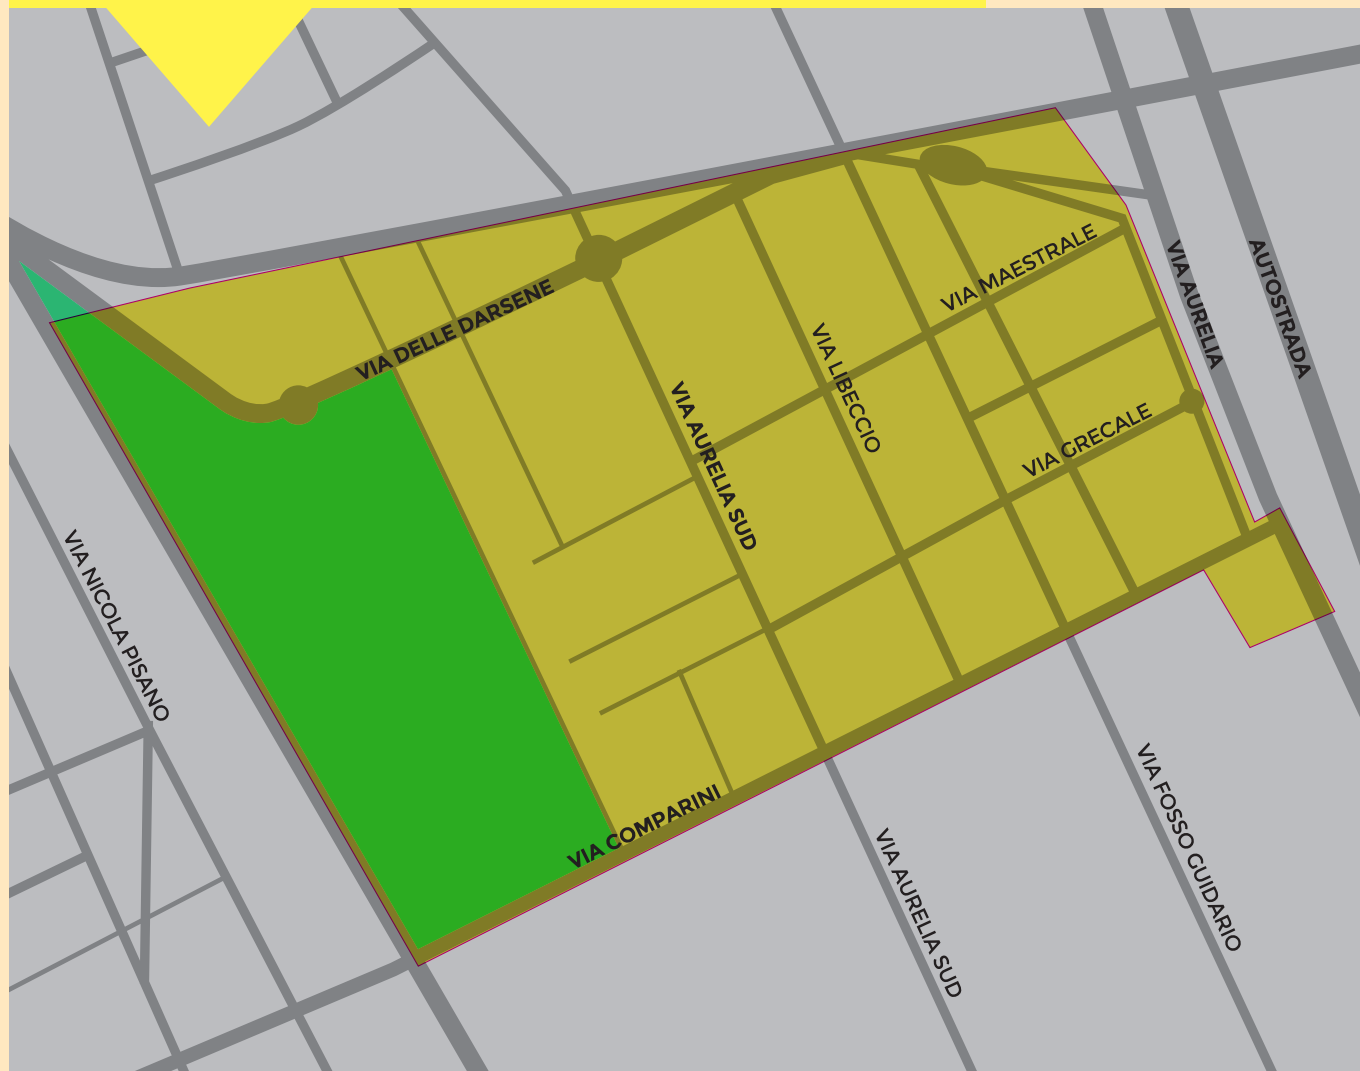 VIA MAESTRALE
VIA AURELIA
AUTOSTRADA
VIA DELLE DARSENE
VIA LIBECCIO
VIA AURELIA SUD
VIA GRECALE
VIA NICOLA PISANO
VIA COMPARINI
VIA FOSSO GUIDARIO
VIA AURELIA SUD